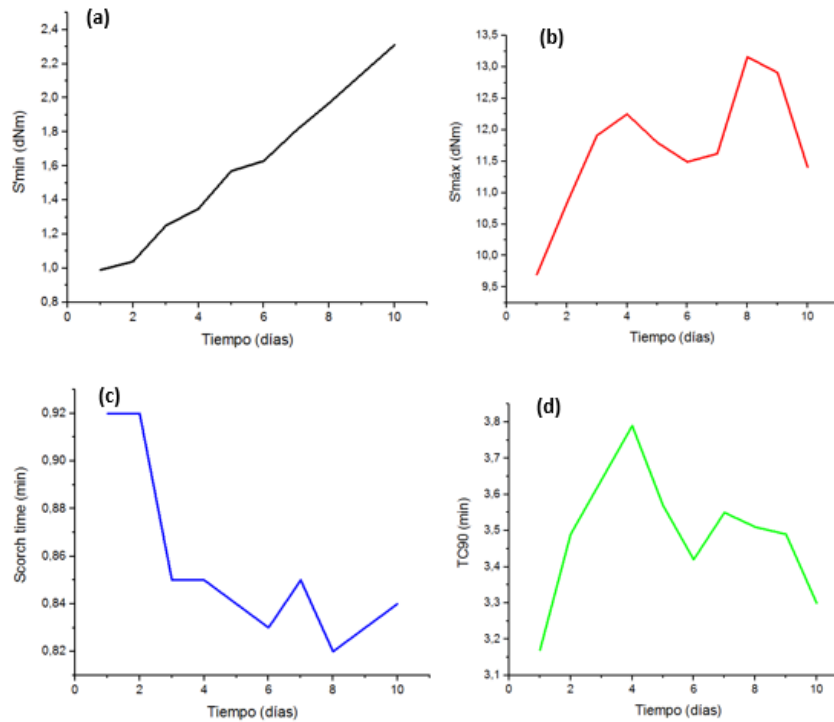 (a)
2,4
2,2
2,0
1,8
1,6
1,4
1,2
1,0
0,8
S'min (dNm)
0 2 4 6 8 10
Tiempo (días)
(b)
13,5
13,0
12,5
12,0
11,5
11,0
10,5
10,0
9,5
S'máx (dNm)
0 2 4 6 8 10
Tiempo (días)
(c)
0,92
0,90
0,88
0,86
0,84
0,82
Scorch time (min)
0 2 4 6 8 10
Tiempo (días)
(d)
3,8
3,7
3,6
3,5
3,4
3,3
3,2
3,1
TC90 (min)
0 2 4 6 8 10
Tiempo (días)